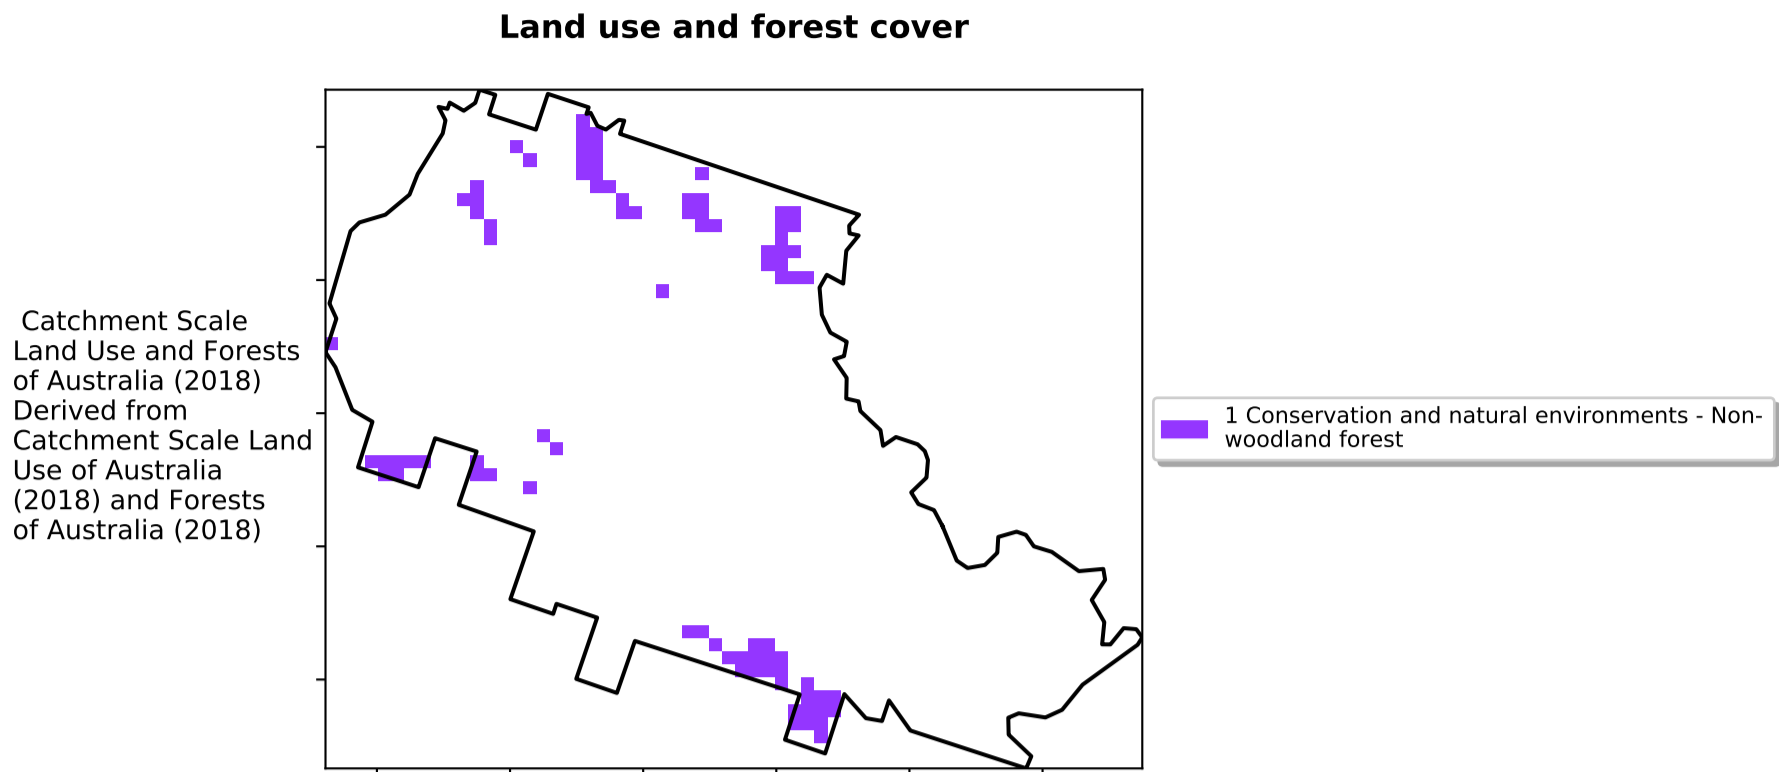 Land use and forest cover
Catchment Scale
Land Use and Forests
of Australia (2018)
Derived from
Catchment Scale Land
Use of Australia
(2018) and Forests
of Australia (2018)
1 Conservation and natural environments - Non-
woodland forest